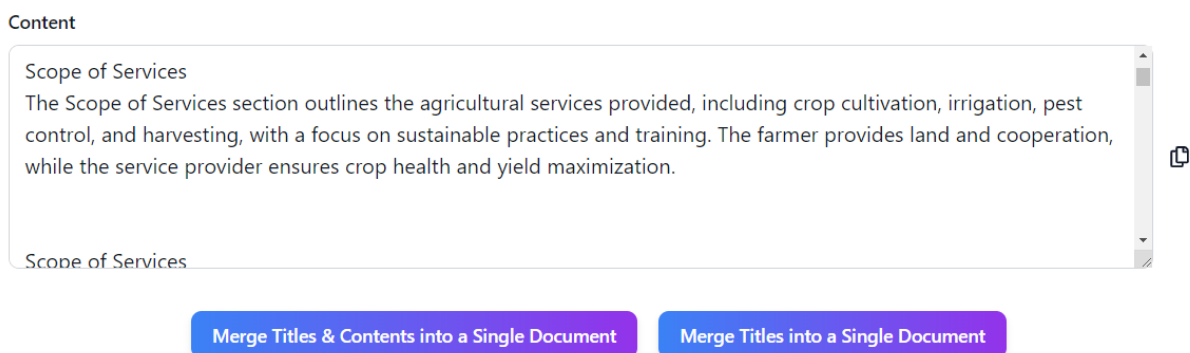 Content
Scope of Services
The Scope of Services section outlines the agricultural services provided, including crop cultivation, irrigation, pest
control, and harvesting, with a focus on sustainable practices and training. The farmer provides land and cooperation,
while the service provider ensures crop health and yield maximization.
Scope of Services
Merge Titles & Contents into a Single Document
Merge Titles into a Single Document